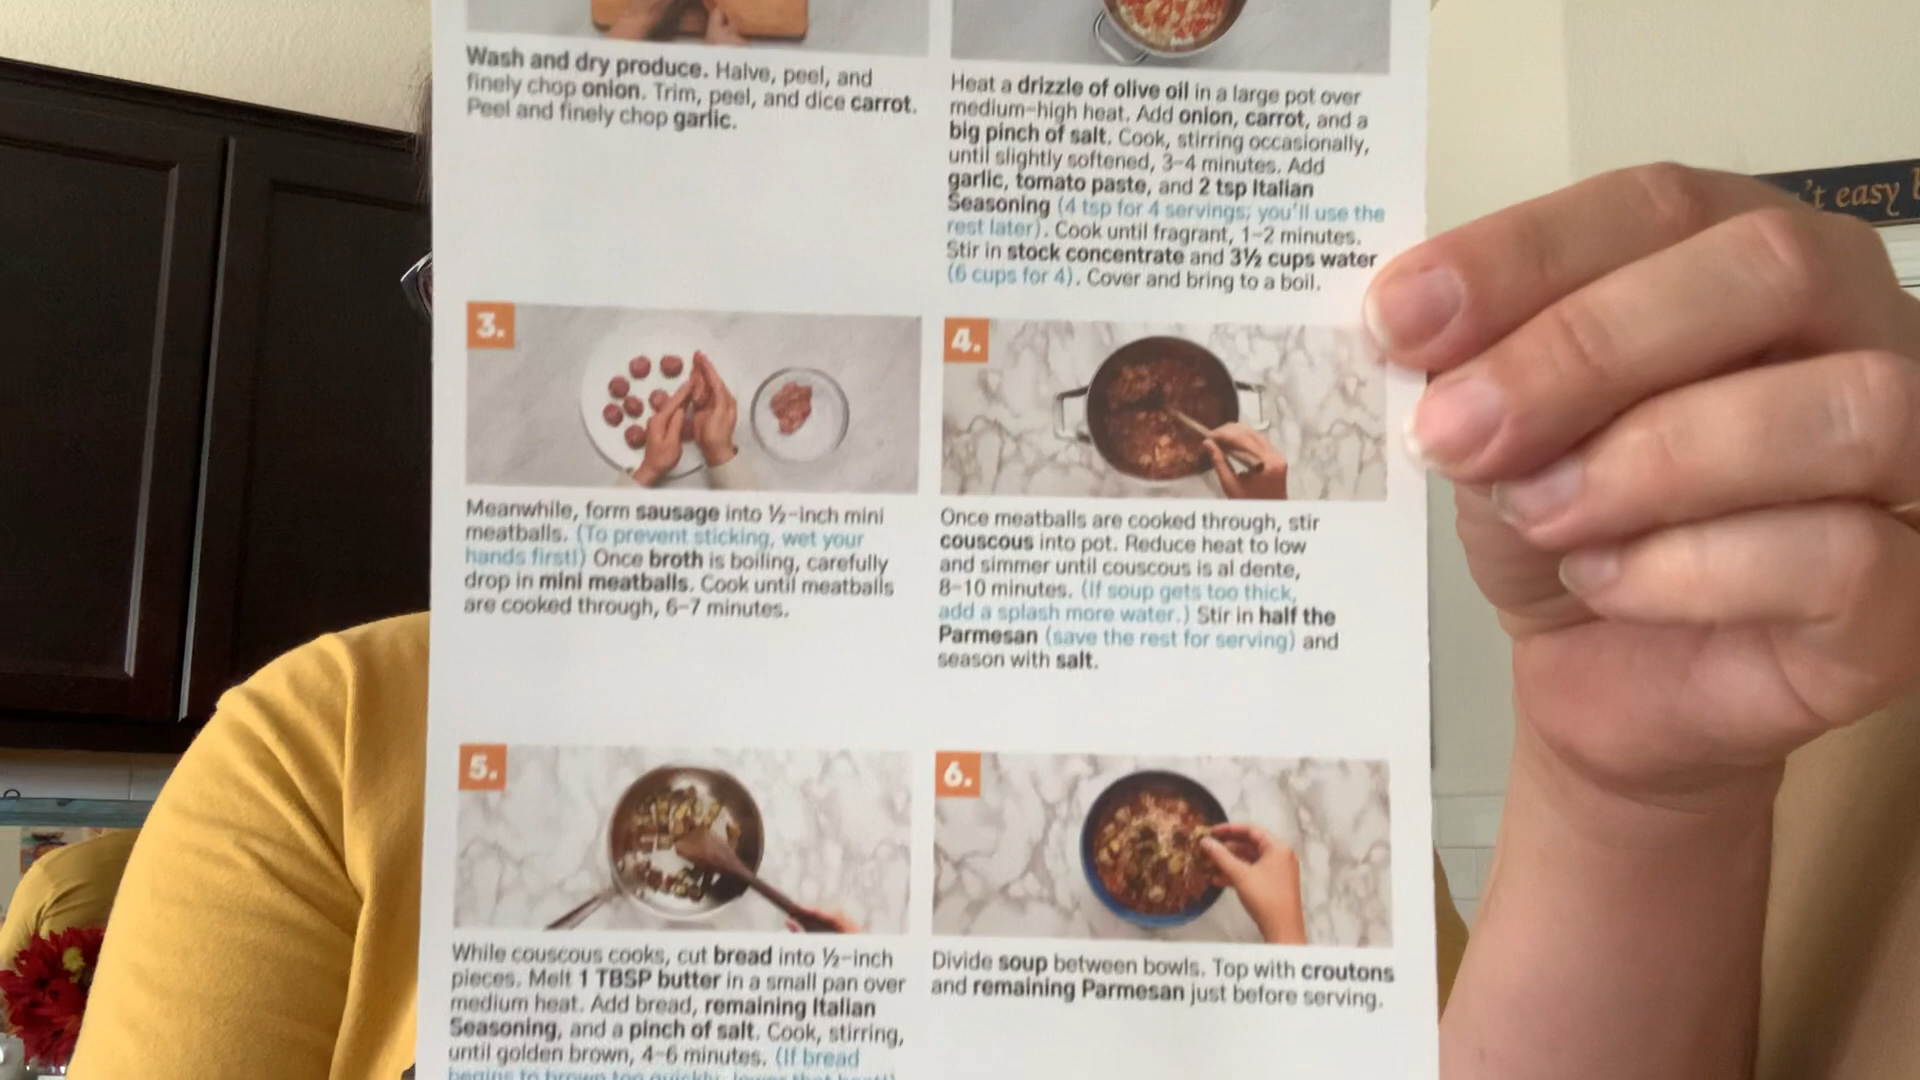 Wash and dry produce. Halve, peel, and
finely chop onion. Trim, peel, and dice carrot.
Peel and finely chop garlic.
Heat a drizzle of olive oil in a large pot over
medium-high heat. Add onion, carrot, and a
big pinch of salt. Cook, stirring occasionally,
until slightly softened, 3–4 minutes. Add
garlic, tomato paste, and 2 tsp Italian
Seasoning (4 tsp for 4 servings; you'll use the
rest later). Cook until fragrant, 1–2 minutes.
Stir in stock concentrate and 3½ cups water
(6 cups for 4). Cover and bring to a boil.
3.
Meanwhile, form sausage into ½-inch mini
meatballs. (To prevent sticking, wet your
hands first!) Once broth is boiling, carefully
drop in mini meatballs. Cook until meatballs
are cooked through, 6–7 minutes.
4.
Once meatballs are cooked through, stir
couscous into pot. Reduce heat to low
and simmer until couscous is al dente,
8–10 minutes. (If soup gets too thick,
add a splash more water.) Stir in half the
Parmesan (save the rest for serving) and
season with salt.
5.
While couscous cooks, cut bread into ½-inch
pieces. Melt 1 TBSP butter in a small pan over
medium heat. Add bread, remaining Italian
Seasoning, and a pinch of salt. Cook, stirring,
until golden brown, 4–6 minutes. (If bread
begins to brown too quickly, lower that heat!)
6.
Divide soup between bowls. Top with croutons
and remaining Parmesan just before serving.
't easy